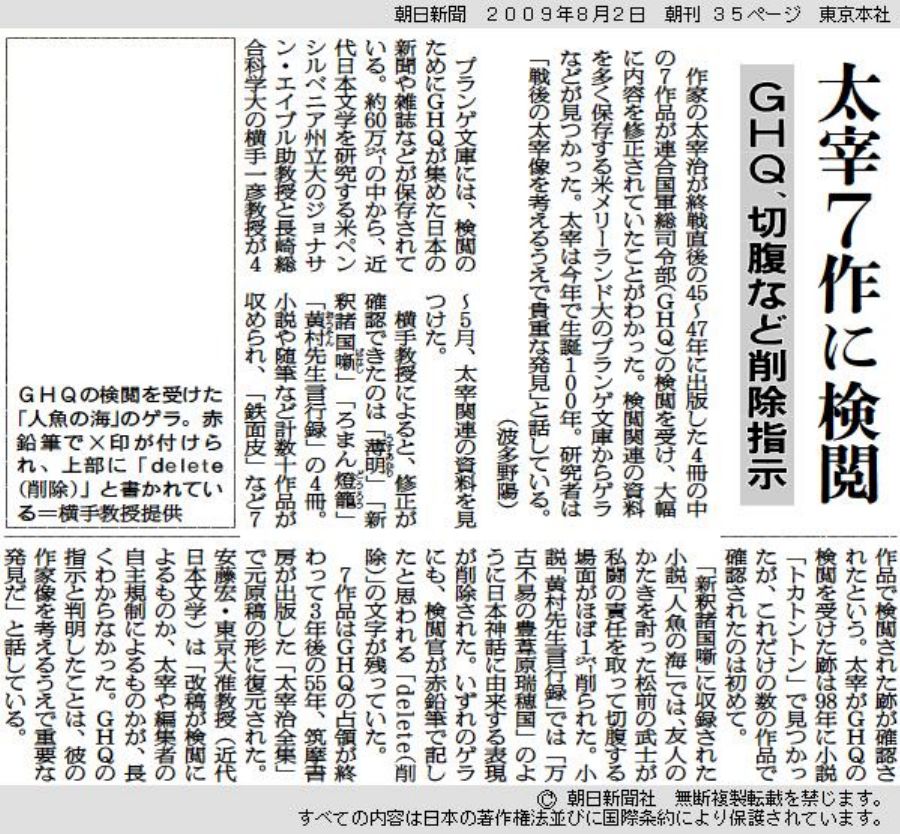 朝日新聞　２００９年８月２日　朝刊　３５ページ　東京本社
太宰７作に検閲
ＧＨＱ、切腹など削除指示
作家の太宰治が終戦直後の45～47年に出版した４冊の中
の７作品が連合国軍総司令部（ＧＨＱ）の検閲を受け、大幅
に内容を修正されていたことがわかった。検閲関連の資料
を多く保存する米メリーランド大のプランゲ文庫からゲラ
などが見つかった。太宰は今年で生誕１００年。研究者は
「戦後の太宰像を考えるうえで貴重な発見」と話している。
（波多野陽）
プランゲ文庫には、検閲の
ためにＧＨＱが集めた日本の
新聞や雑誌などが保存されて
いる。約60万㌻の中から、近
代日本文学を研究する米ペン
シルベニア州立大のジョナサ
ン・エイブル助教授と長崎総
合科学大の横手一彦教授が４
～５月、太宰関連の資料を見
つけた。
横手教授によると、修正が
確認できたのは「薄明」「新
釈諸国噺」「ろまん燈籠」
「黄村先生言行録」の４冊。
小説や随筆など計数十作品が
収められ、「鉄面皮」など７
作品で検閲された跡が確認さ
れたという。太宰がＧＨＱの
検閲を受けた跡は98年に小説
「トカトントン」で見つかっ
たが、これだけの数の作品で
確認されたのは初めて。
「新釈諸国噺」に収録された
小説「人魚の海」では、友人の
かたきを討った松前の武士が
私闘の責任を取って切腹する
場面がほぼ１㌻削られた。小
説「黄村先生言行録」では「万
古不易の豊葦原瑞穂国」のよ
うに日本神話に由来する表現
が削除された。いずれのゲラ
にも、検閲官が赤鉛筆で記し
たと思われる「delete（削
除）」の文字が残っていた。
７作品はＧＨＱの占領が終
わって３年後の55年、筑摩書
房が出版した「太宰治全集」
で元原稿の形に復元された。
安藤宏・東京大准教授（近代
日本文学）は「改稿が検閲に
よるものか、太宰や編集者の
自主規制によるものかが、長
くわからなかった。ＧＨＱの
指示と判明したことは、彼の
作家像を考えるうえで重要な
発見だ」と話している。
ＧＨＱの検閲を受けた
「人魚の海」のゲラ。赤
鉛筆で×印が付けら
れ、上部に「delete
（削除）」と書かれてい
る＝横手教授提供
Ⓒ　朝日新聞社　無断複製転載を禁じます。
すべての内容は日本の著作権法並びに国際条約により保護されています。